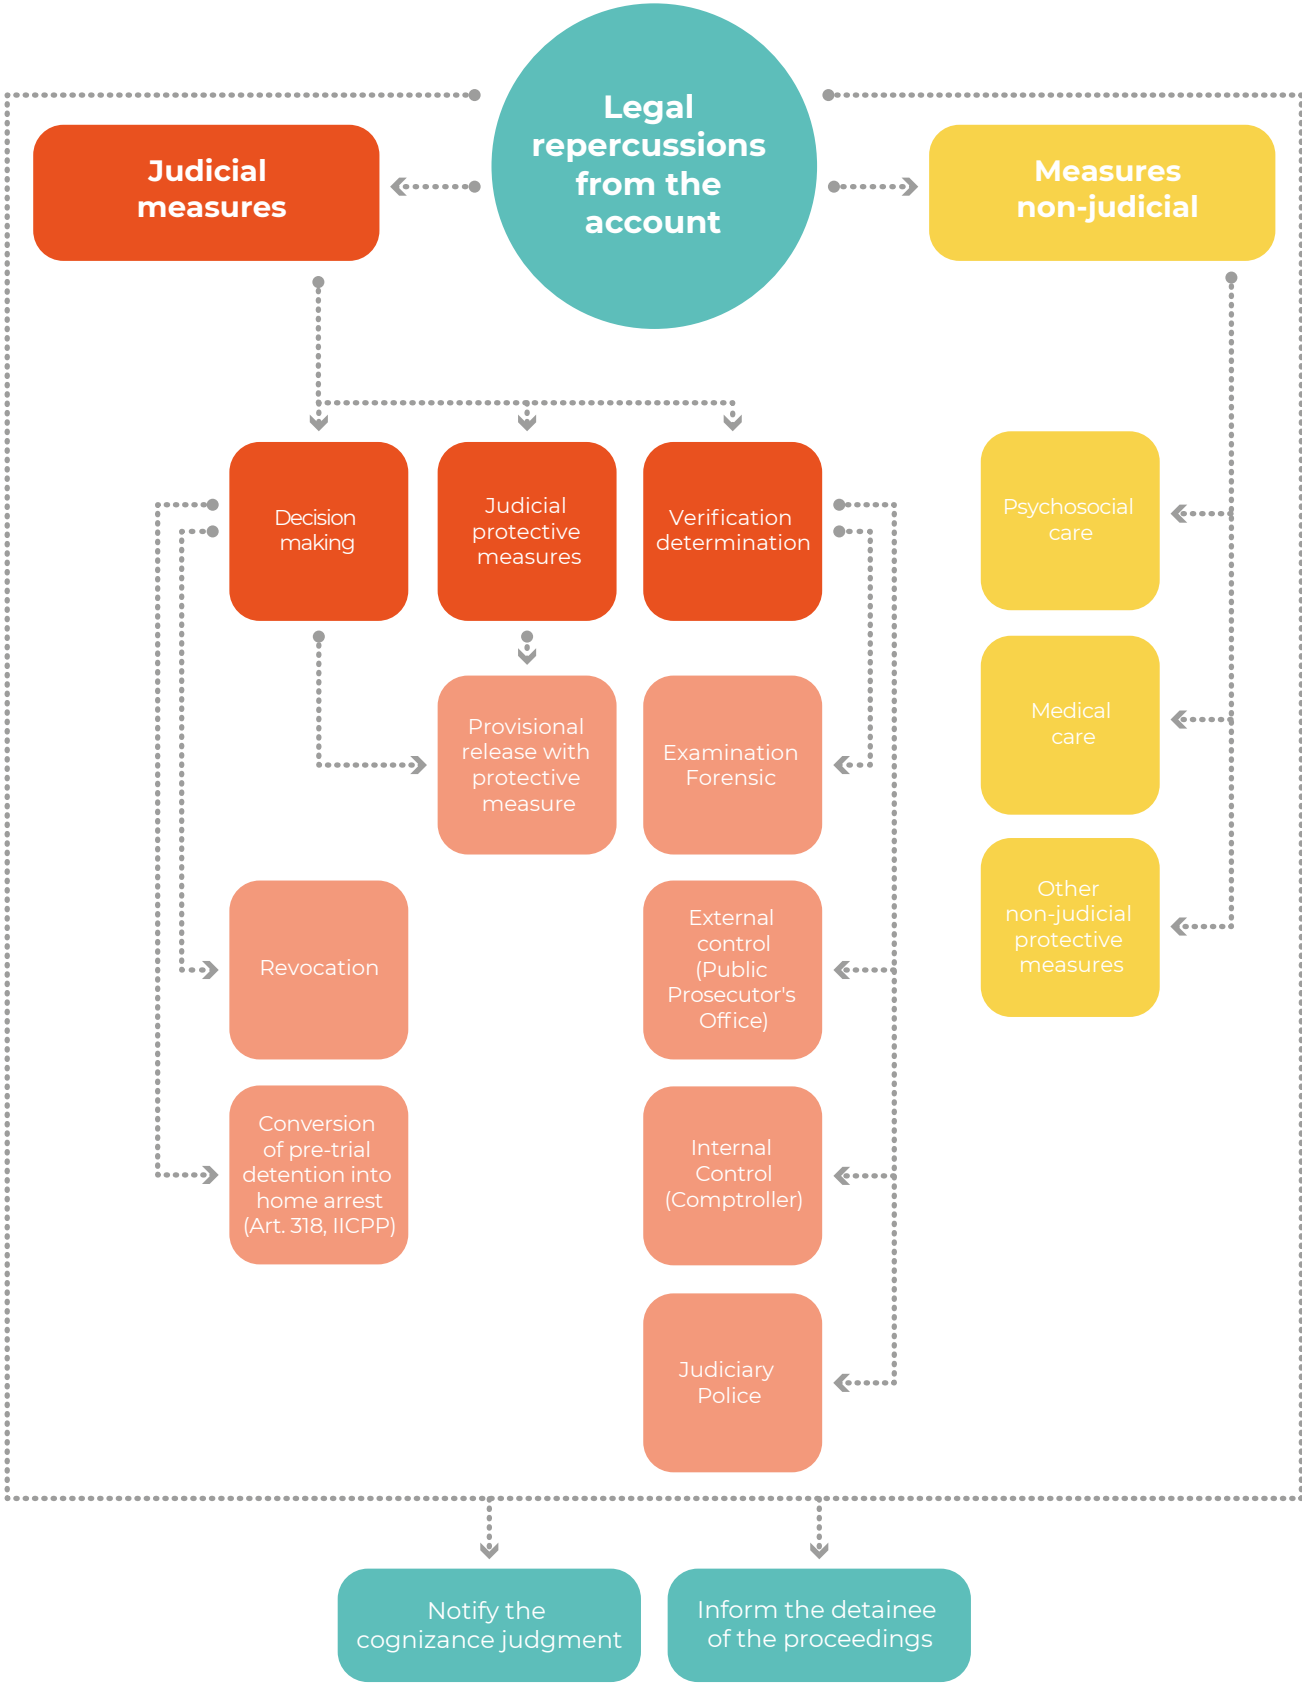 Legal
repercussions
from the
account
Judicial
measures
Measures
non-judicial
Decision
making
Judicial
protective
measures
Verification
determination
Psychosocial
care
Provisional
release with
protective
measure
Examination
Forensic
Medical
care
Revocation
External
control
(Public
Prosecutor's
Office)
Other
non-judicial
protective
measures
Conversion
of pre-trial
detention into
home arrest
(Art. 318, IICPP)
Internal
Control
(Comptroller)
Judiciary
Police
Notify the
cognizance judgment
Inform the detainee
of the proceedings